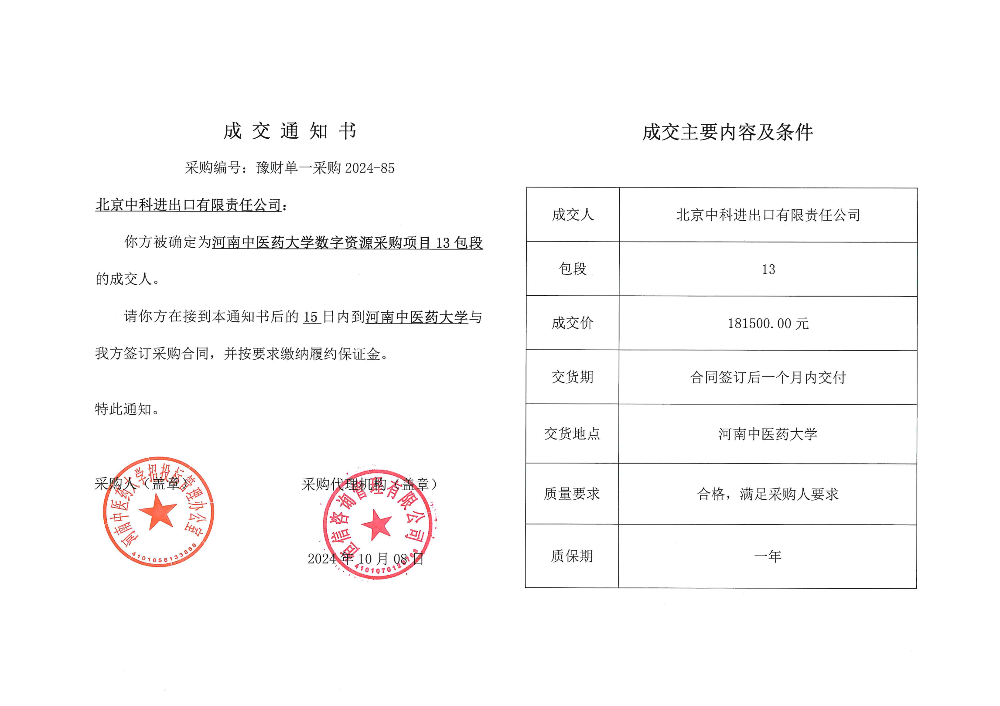 成交通知书
采购编号：豫财单一采购 2024-85
北京中科进出口有限责任公司：
你方被确定为河南中医药大学数字资源采购项目 13 包段
的成交人。
请你方在接到本通知书后的 15 日内到河南中医药大学与
我方签订采购合同，并按要求缴纳履约保证金。
特此通知。
采购人（盖章）
采购代理机构（盖章）
2024 年 10 月 08 日
河南中医药大学招投标管理办公室
4101056133868
信咨询管理有限公司
成交主要内容及条件
成交人
北京中科进出口有限责任公司
包段
13
成交价
181500.00 元
交货期
合同签订后一个月内交付
交货地点
河南中医药大学
质量要求
合格，满足采购人要求
质保期
一年